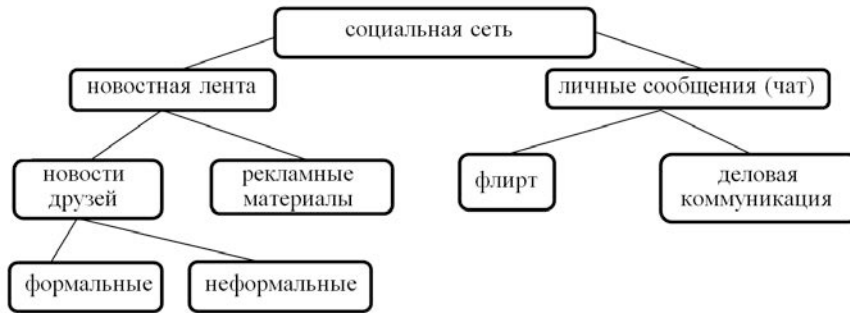 социальная сеть
новостная лента
личные сообщения (чат)
новости
друзей
рекламные
материалы
флирт
деловая
коммуникация
формальные
неформальные